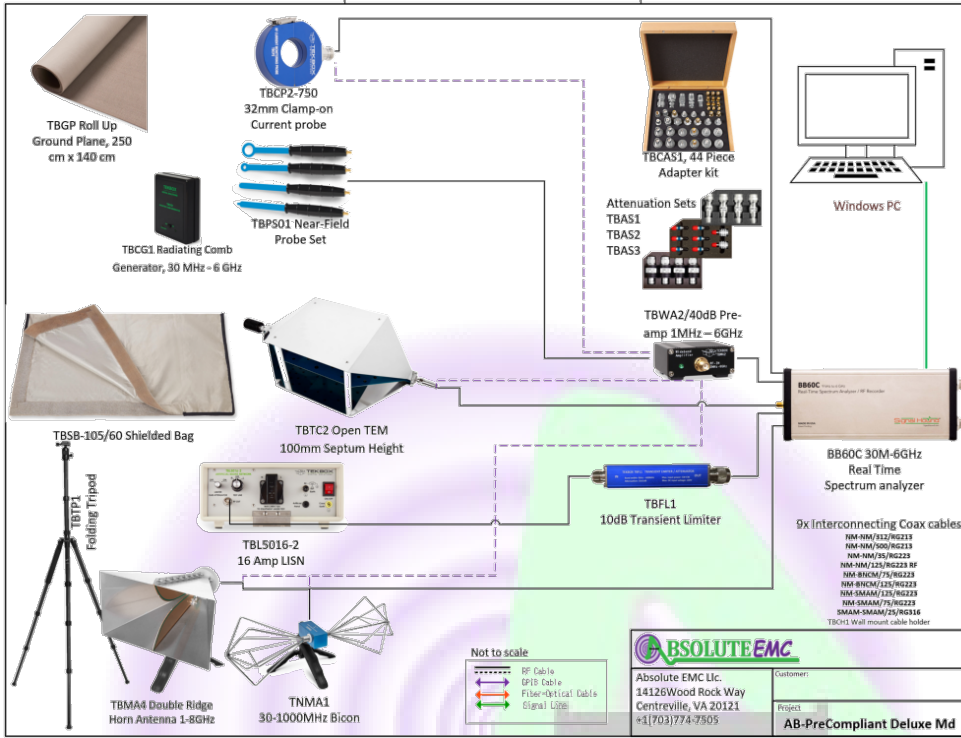 TBCP2-750
32mm Clamp-on
Current probe
TBGP Roll Up
Ground Plane, 250
cm x 140 cm
TBCAS1, 44 Piece
Adapter kit
Windows PC
Attenuation Sets
TBAS1
TBAS2
TBAS3
TBPS01 Near-Field
Probe Set
TBCG1 Radiating Comb
Generator, 30 MHz - 6 GHz
TBWA2/40dB Pre-
amp 1MHz – 6GHz
BB60C
Real Time Spectrum Analyzer / RF Recorder
SIGNAL HOUND
TBTC2 Open TEM
100mm Septum Height
TBSB-105/60 Shielded Bag
BB60C 30M-6GHz
Real Time
Spectrum analyzer
TBTP1
Folding Tripod
TEKBOX
TBFL1
10dB Transient Limiter
TBL5016-2
16 Amp LISN
9x Interconnecting Coax cables
NM-NM/312/RG213
NM-NM/500/RG213
NM-NM/35/RG223
NM-NM/125/RG223 RF
NM-BNCM/75/RG223
NM-BNCM/125/RG223
NM-SMAM/125/RG223
NM-SMAM/75/RG223
SMAM-SMAM/25/RG316
TBCH1 Wall mount cable holder
TBMA4 Double Ridge
Horn Antenna 1-8GHz
TNMA1
30-1000MHz Bicon
Not to scale
RF Cable
GPIB Cable
Fiber-Optical Cable
Signal Line
ABSOLUTE EMC
Absolute EMC Llc.
14126Wood Rock Way
Centreville, VA 20121
+1(703)774-7505
Customer:
Project
AB-PreCompliant Deluxe Md